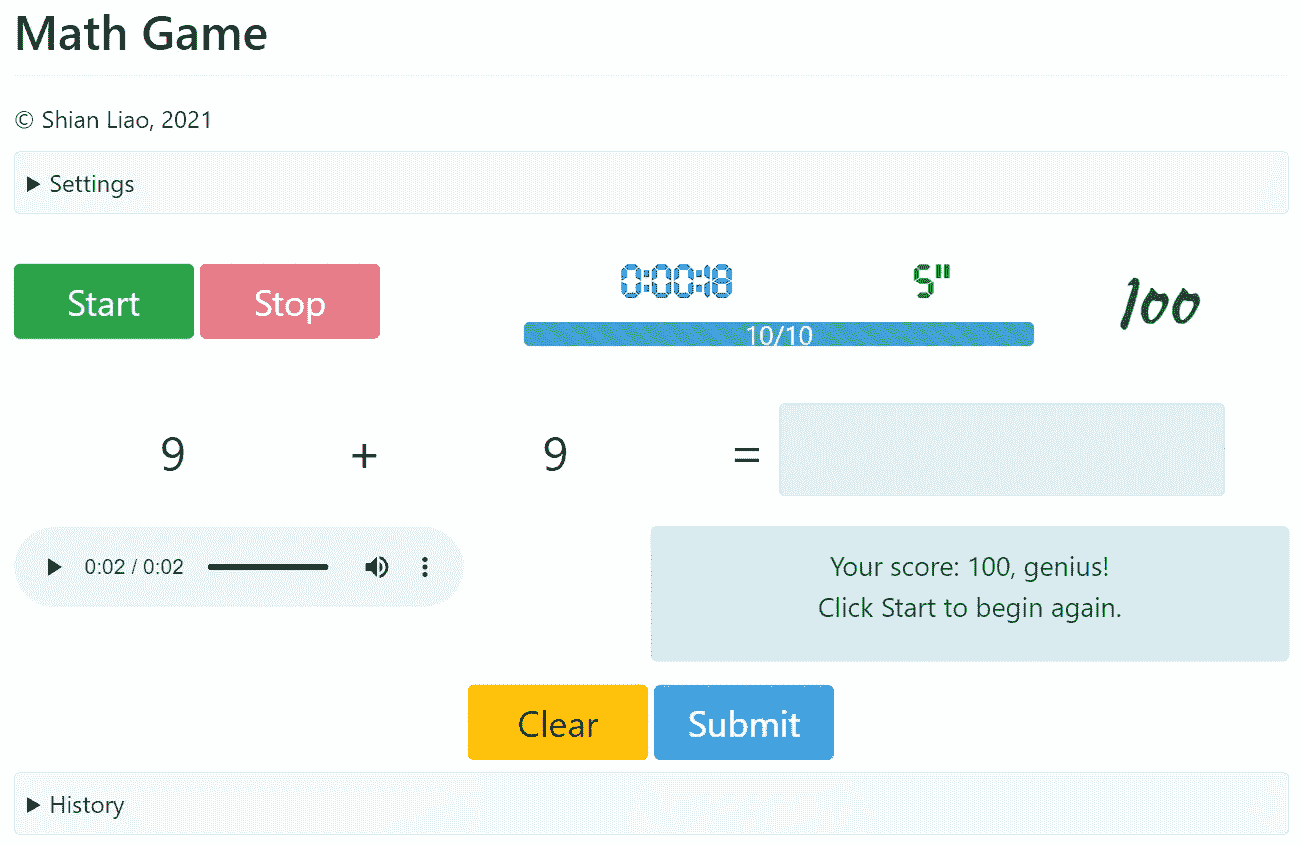 Math Game
© Shian Liao, 2021
▶ Settings
Start Stop 0:00:18 5" 100
10/10
9 + 9 =
0:02 / 0:02
Your score: 100, genius!
Click Start to begin again.
Clear Submit
▶ History